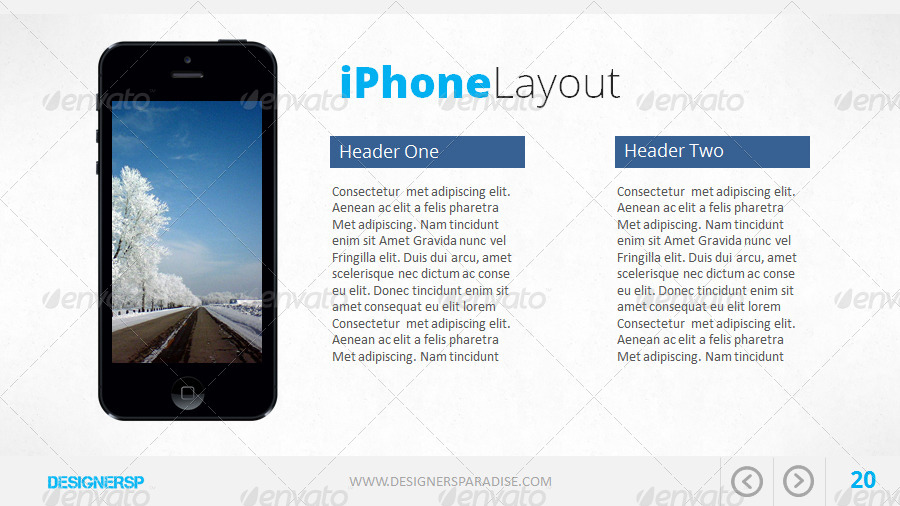 iPhoneLayout
Header One
Consectetur met adipiscing elit.
Aenean ac elit a felis pharetra
Met adipiscing. Nam tincidunt
enim sit Amet Gravida nunc vel
Fringilla elit. Duis dui arcu, amet
scelerisque nec dictum ac conse
eu elit. Donec tincidunt enim sit
amet consequat eu elit lorem
Consectetur met adipiscing elit.
Aenean ac elit a felis pharetra
Met adipiscing. Nam tincidunt
Header Two
Consectetur met adipiscing elit.
Aenean ac elit a felis pharetra
Met adipiscing. Nam tincidunt
enim sit Amet Gravida nunc vel
Fringilla elit. Duis dui arcu, amet
scelerisque nec dictum ac conse
eu elit. Donec tincidunt enim sit
amet consequat eu elit lorem
Consectetur met adipiscing elit.
Aenean ac elit a felis pharetra
Met adipiscing. Nam tincidunt
DESIGNERSP
WWW.DESIGNERSPARADISE.COM
20
envato